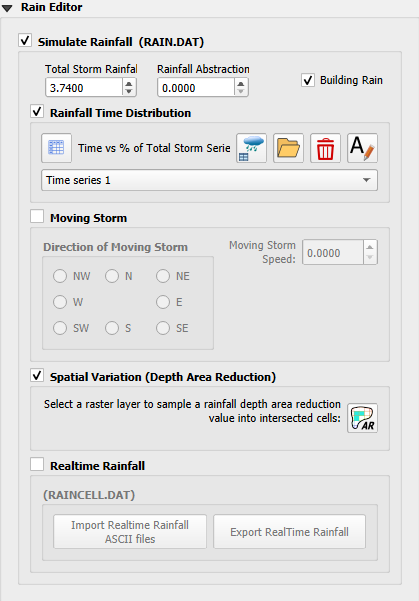 Rain Editor
Simulate Rainfall (RAIN.DAT)
Total Storm Rainfal Rainfall Abstraction
3.7400 0.0000 Building Rain
Rainfall Time Distribution
Time vs % of Total Storm Serie
A
Time series 1
Moving Storm
Direction of Moving Storm Moving Storm
Speed: 0.0000
NW N NE
W E
SW S SE
Spatial Variation (Depth Area Reduction)
Select a raster layer to sample a rainfall depth area reduction
value into intersected cells:
AR
Realtime Rainfall
(RAINCELL.DAT)
Import Realtime Rainfall
ASCII files
Export RealTime Rainfall